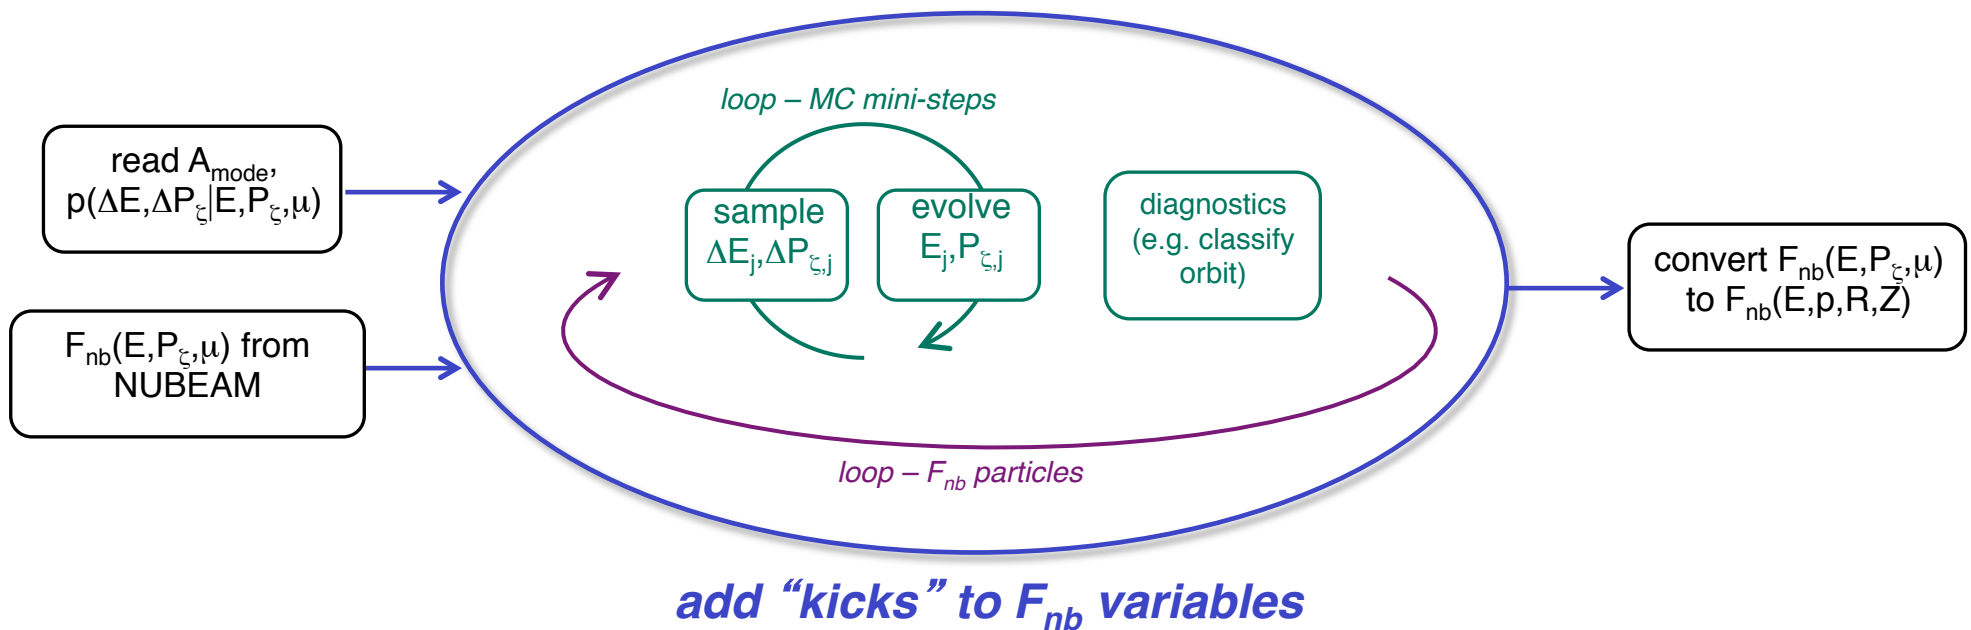 loop – MC mini-steps
read A_mode,
p(ΔE,ΔP_ζ|E,P_ζ,μ)
sample
ΔE_j,ΔP_ζ,j
evolve
E_j,P_ζ,j
diagnostics
(e.g. classify
orbit)
convert F_nb(E,P_ζ,μ)
to F_nb(E,p,R,Z)
F_nb(E,P_ζ,μ) from
NUBEAM
loop – F_nb particles
add “kicks” to F_nb variables